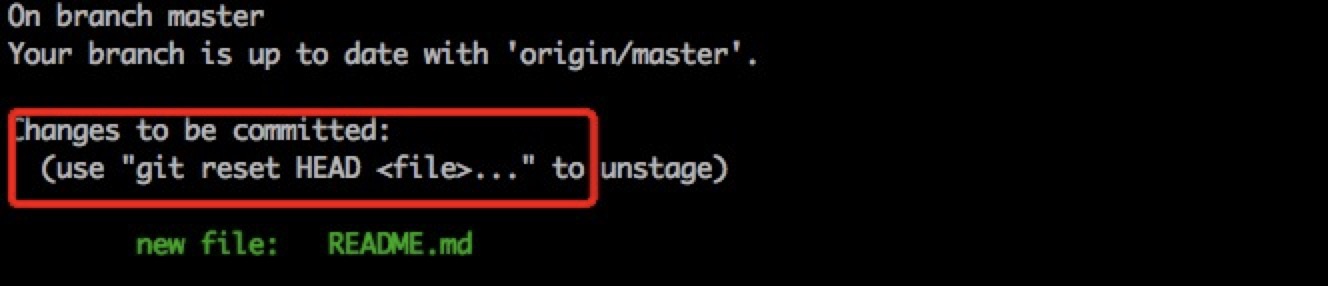 On branch master
Your branch is up to date with 'origin/master'.
Changes to be committed:
(use "git reset HEAD <file>..." to unstage)
new file: README.md